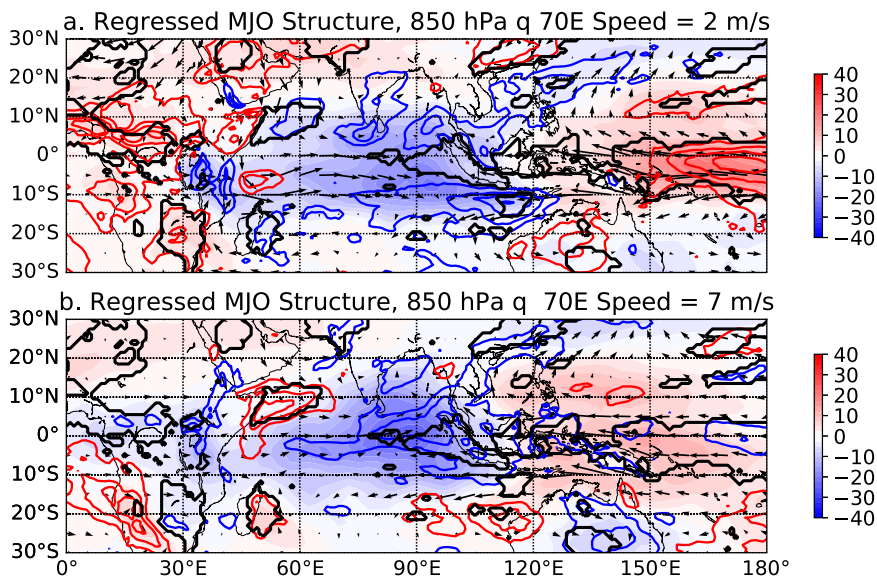 a. Regressed MJO Structure, 850 hPa q 70E Speed = 2 m/s
30°N
20°N
10°N
0°
10°S
20°S
30°S
40
30
20
10
0
−10
−20
−30
−40
b. Regressed MJO Structure, 850 hPa q  70E Speed = 7 m/s
30°N
20°N
10°N
0°
10°S
20°S
30°S
0°
30°E
60°E
90°E
120°E
150°E
180°
40
30
20
10
0
−10
−20
−30
−40